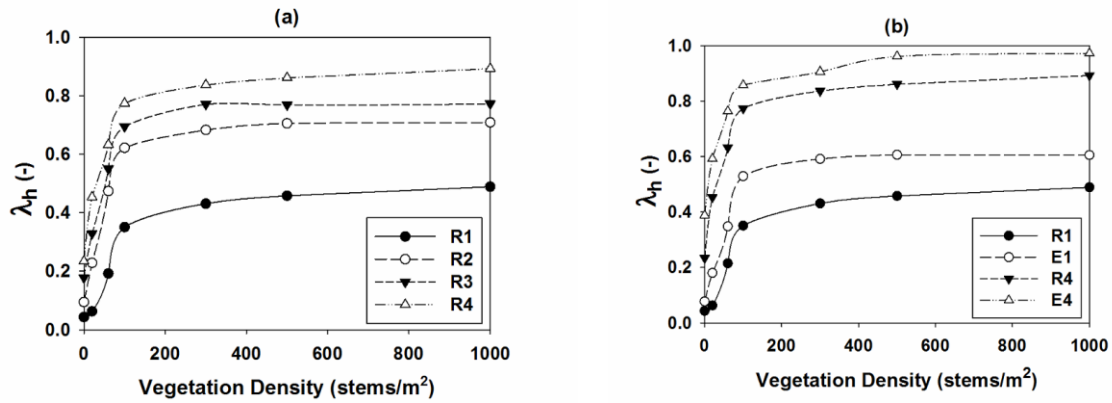 (a)
1.0
0.8
0.6
0.4
0.2
0.0
λh (-)
0 200 400 600 800 1000
Vegetation Density (stems/m²)
R1
R2
R3
R4
(b)
1.0
0.8
0.6
0.4
0.2
0.0
λh (-)
0 200 400 600 800 1000
Vegetation Density (stems/m²)
R1
E1
R4
E4